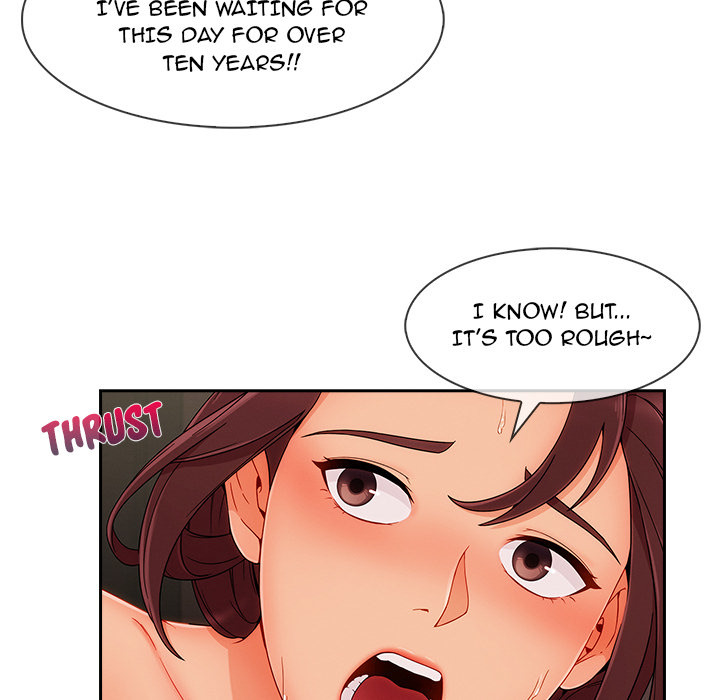 I'VE BEEN WAITING FOR
THIS DAY FOR OVER
TEN YEARS!!
I KNOW! BUT...
IT'S TOO ROUGH~
THRUST